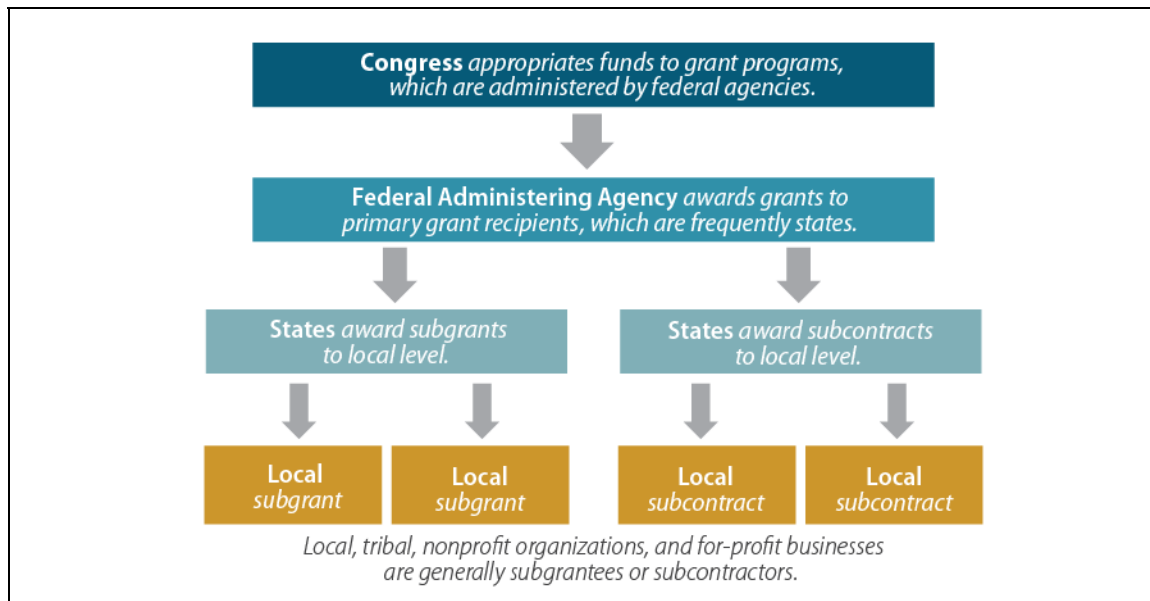 Congress appropriates funds to grant programs,
which are administered by federal agencies.
Federal Administering Agency awards grants to
primary grant recipients, which are frequently states.
States award subgrants
to local level.
States award subcontracts
to local level.
Local
subgrant
Local
subgrant
Local
subcontract
Local
subcontract
Local, tribal, nonprofit organizations, and for-profit businesses
are generally subgrantees or subcontractors.